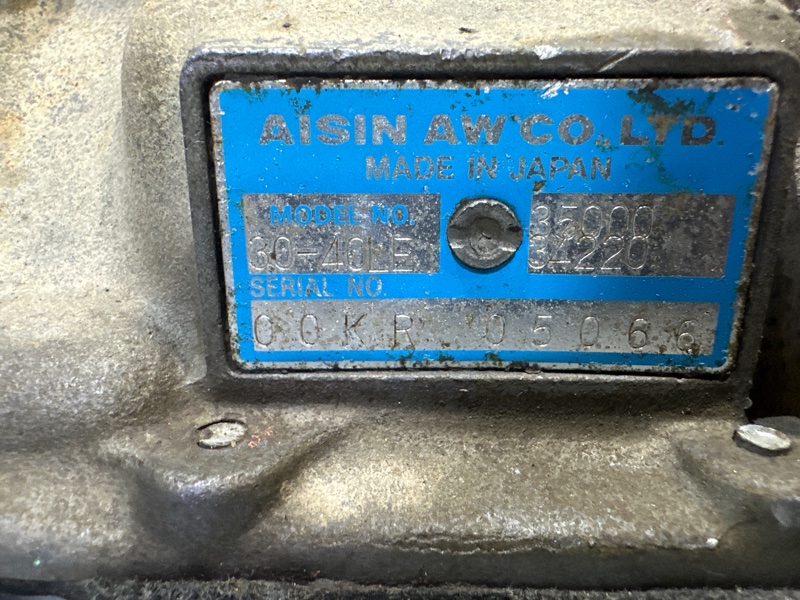 AISIN AW CO., LTD.
MADE IN JAPAN
MODEL NO.
30-40LE
35000
34220
SERIAL NO.
00KR 05066